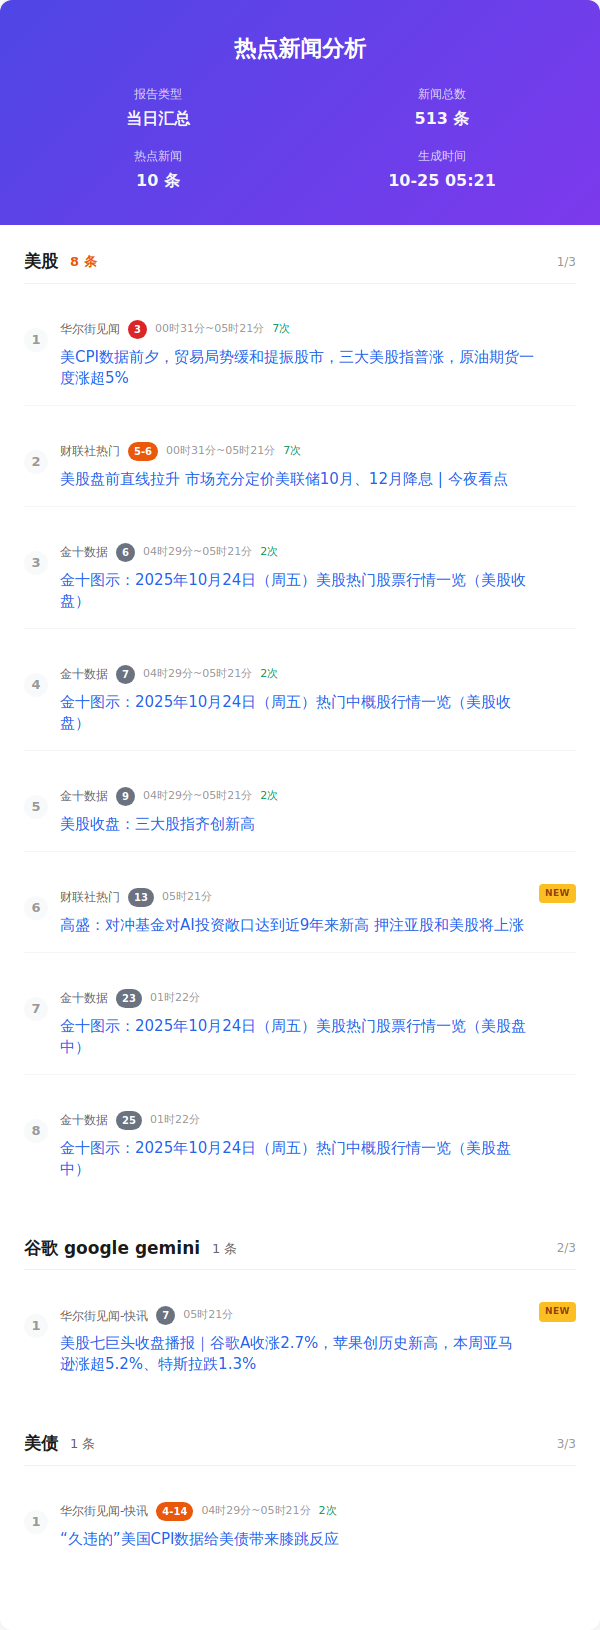 热点新闻分析
报告类型
新闻总数
当日汇总
513 条
热点新闻
生成时间
10 条
10-25 05:21
美股 8 条 1/3
1
华尔街见闻 3 00时31分~05时21分 7次
美CPI数据前夕，贸易局势缓和提振股市，三大美股指普涨，原油期货一
度涨超5%
2
财联社热门 5-6 00时31分~05时21分 7次
美股盘前直线拉升 市场充分定价美联储10月、12月降息 | 今夜看点
3
金十数据 6 04时29分~05时21分 2次
金十图示：2025年10月24日（周五）美股热门股票行情一览（美股收
盘）
4
金十数据 7 04时29分~05时21分 2次
金十图示：2025年10月24日（周五）热门中概股行情一览（美股收
盘）
5
金十数据 9 04时29分~05时21分 2次
美股收盘：三大股指齐创新高
6
财联社热门 13 05时21分 NEW
高盛：对冲基金对AI投资敞口达到近9年来新高 押注亚股和美股将上涨
7
金十数据 23 01时22分
金十图示：2025年10月24日（周五）美股热门股票行情一览（美股盘
中）
8
金十数据 25 01时22分
金十图示：2025年10月24日（周五）热门中概股行情一览（美股盘
中）
谷歌 google gemini 1 条 2/3
1
华尔街见闻-快讯 7 05时21分 NEW
美股七巨头收盘播报｜谷歌A收涨2.7%，苹果创历史新高，本周亚马
逊涨超5.2%、特斯拉跌1.3%
美债 1 条 3/3
1
华尔街见闻-快讯 4-14 04时29分~05时21分 2次
“久违的”美国CPI数据给美债带来膝跳反应